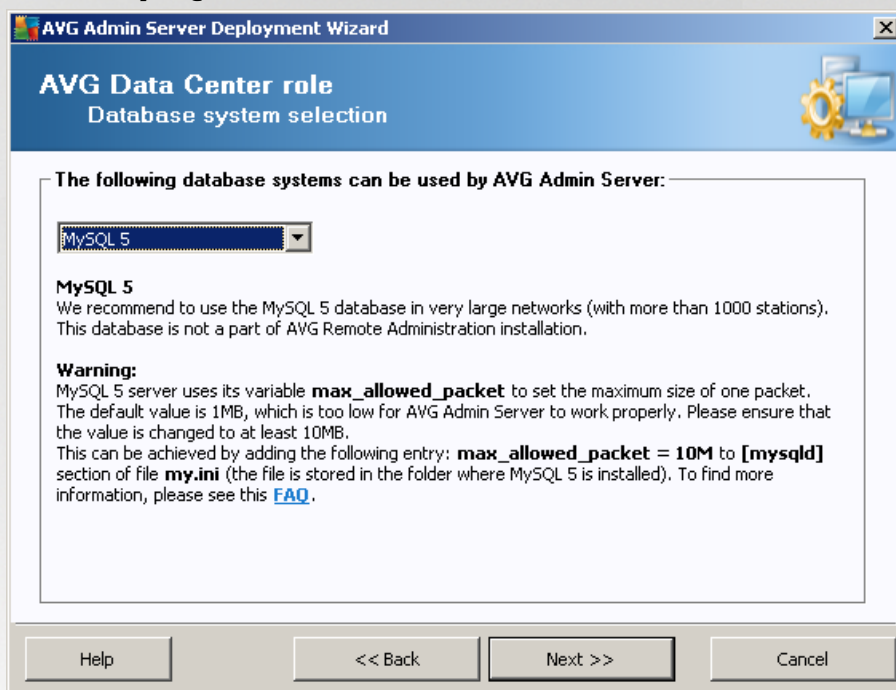 AVG Admin Server Deployment Wizard
AVG Data Center role
Database system selection
The following database systems can be used by AVG Admin Server:
MySQL 5
MySQL 5
We recommend to use the MySQL 5 database in very large networks (with more than 1000 stations).
This database is not a part of AVG Remote Administration installation.
Warning:
MySQL 5 server uses its variable max_allowed_packet to set the maximum size of one packet.
The default value is 1MB, which is too low for AVG Admin Server to work properly. Please ensure that
the value is changed to at least 10MB.
This can be achieved by adding the following entry: max_allowed_packet = 10M to [mysqld]
section of file my.ini (the file is stored in the folder where MySQL 5 is installed). To find more
information, please see this FAQ.
Help
<< Back
Next >>
Cancel